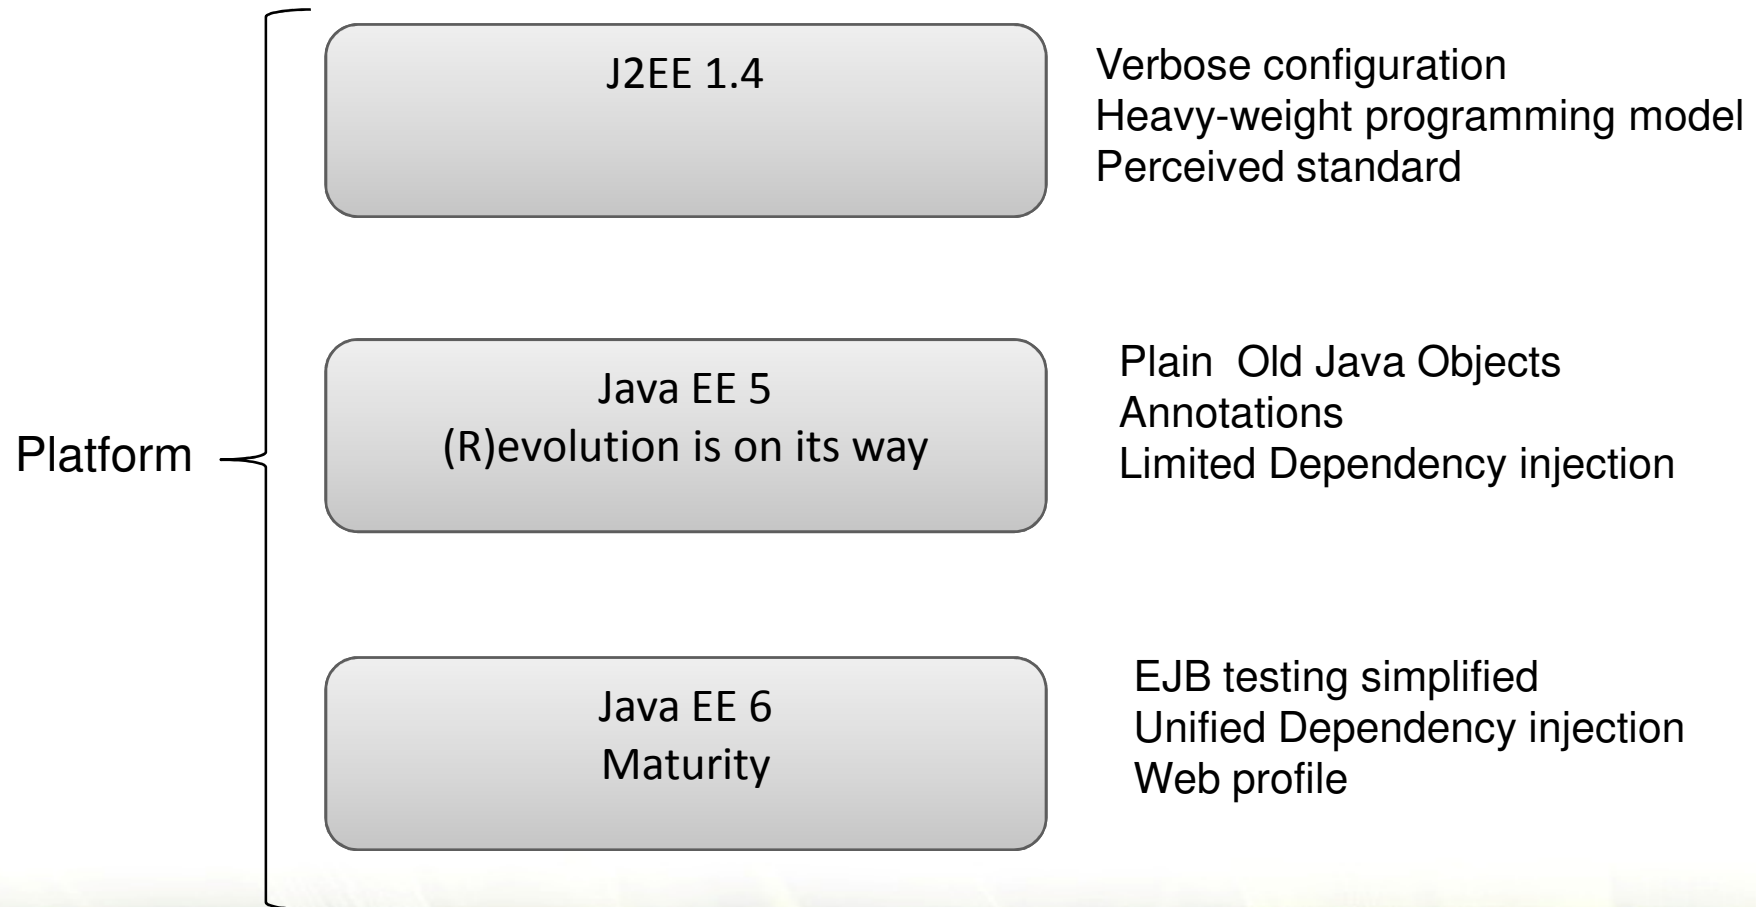 Platform
J2EE 1.4
Verbose configuration
Heavy-weight programming model
Perceived standard
Java EE 5
(R)evolution is on its way
Plain  Old Java Objects
Annotations
Limited Dependency injection
Java EE 6
Maturity
EJB testing simplified
Unified Dependency injection
Web profile